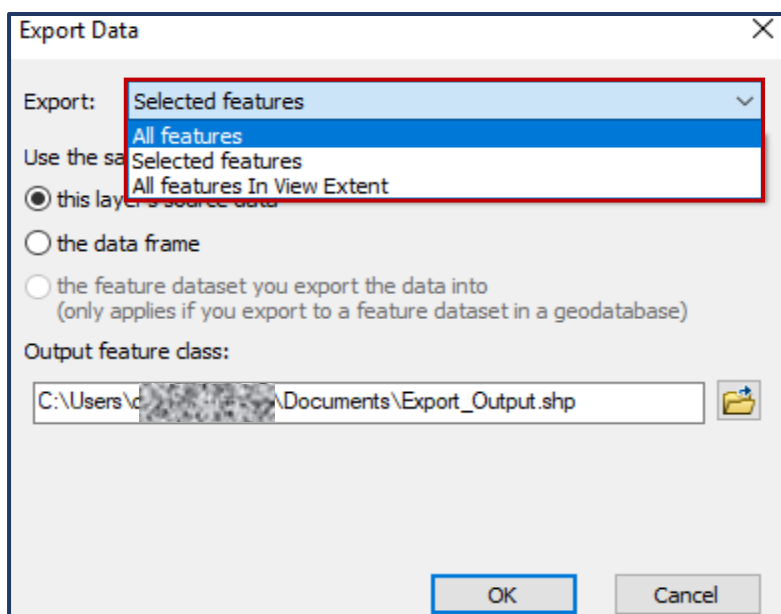 Export Data
Export: Selected features
All features
Use the sa Selected features
All features In View Extent
this layer's source data
the data frame
the feature dataset you export the data into
(only applies if you export to a feature dataset in a geodatabase)
Output feature class:
C:\Users\ \Documents\Export_Output.shp
OK Cancel